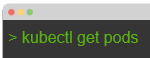 > kubectl get pods